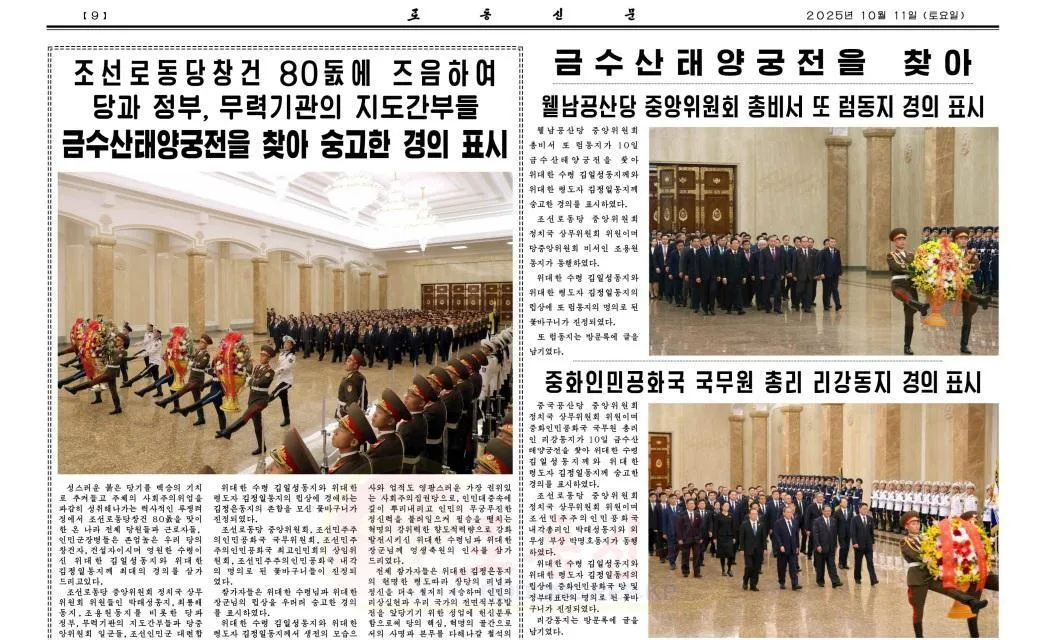 【9】
로동신문
2025년 10월 11일 (토요일)
조선로동당창건 80돐에 즈음하여
당과 정부, 무력기관의 지도간부들
금수산태양궁전을 찾아 숭고한 경의 표시
성스러운 붉은 당기를 백승의 기치
로 추켜들고 주체의 사회주의위업을
과감히 성취해나가는 력사적인 투쟁려
정에서 조선로동당창건 80돐을 맞이
한 온 나라 전체 당원들과 근로자들,
인민군장병들은 존엄높은 우리 당의
창건자, 건설자이시며 영원한 수령이
신 위대한 김일성동지와 위대한
김정일동지께 최대의 경의를 삼가
드리고있다.
조선로동당 중앙위원회 정치국 상무
위원회 위원들인 박태성동지, 최룡해
동지, 조용원동지를 비롯한 당과
정부, 무력기관의 지도간부들과 당중
앙위원회 일군들, 조선인민군 대련합
위대한 수령 김일성동지와 위대한
령도자 김정일동지의 립상에 경애하는
김정은동지의 존함을 모신 꽃바구니가
진정되였다.
조선로동당 중앙위원회, 조선민주주
의인민공화국 국무위원회, 조선민주
주의인민공화국 최고인민회의 상임위
원회, 조선민주주의인민공화국 내각
의 명의로 된 꽃바구니들이 진정되
였다.
참가자들은 위대한 수령님과 위대한
장군님의 립상을 우러러 숭고한 경의
를 표시하였다.
위대한 수령 김일성동지와 위대한
령도자 김정일동지께서 생전의 모습으
사와 업적도 영광스러운 가장 권위있
는 사회주의집권당으로, 인민대중속에
깊이 뿌리내리고 인민의 무궁무진한
정신력을 불러일으켜 필승을 떨치는
혁명의 강위력한 향도적력량으로 강화
발전시키신 위대한 수령님과 위대한
장군님께 영생축원의 인사를 삼가
드리였다.
전체 참가자들은 위대한 김정은동지
의 현명한 령도따라 상당의 리념과
정신을 더욱 철저히 계승하며 인민의
리상실현과 우리 국가의 전면적부흥발
전을 앞당기기 위한 성업에 헌신분투
함으로써 당의 핵심, 혁명의 골간으로
서의 사명과 본분을 다해나갈 철석의
금수산태양궁전을 찾아
웰남공산당 중앙위원회 총비서 또 럼동지 경의 표시
웰남공산당 중앙위원회
총비서 또 럼동지가 10일
금수산태양궁전을 찾아
위대한 수령 김일성동지와
위대한 령도자 김정일동지께
숭고한 경의를 표시하였다.
조선로동당 중앙위원회
정치국 상무위원회 위원이며
당중앙위원회 비서인 조용원
동지가 동행하였다.
위대한 수령 김일성동지와
위대한 령도자 김정일동지의
립상에 또 럼동지의 명의로 된
꽃바구니가 진정되였다.
또 럼동지는 방문록에 글을
남기였다.
중화인민공화국 국무원 총리 리강동지 경의 표시
중국공산당 중앙위원회
정치국 상무위원회 위원이며
중화인민공화국 국무원 총리
인 리강동지가 10일 금수산
태양궁전을 찾아 위대한 수령
김일성동지와 위대한 령도자
김정일동지께 숭고한
경의를 표시하였다.
조선로동당 중앙위원회
정치국 상무위원회 위원이며
조선민주주의인민공화국
내각총리인 박태성동지와 외
무성 부상 박명호동지가 동행
하였다.
위대한 수령 김일성동지와
위대한 령도자 김정일동지의
립상에 중화인민공화국 당 및
정부대표단의 명의로 된 꽃바
구니가 진정되였다.
리강동지는 방문록에 글을
남기였다.